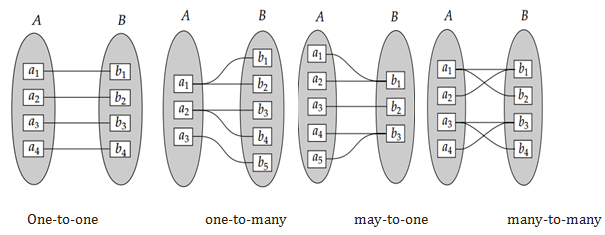 A B A B A B A B
a1 b1
a2 b2
a3 b3
a4 b4
a1 b1
a2 b2
a3 b3
b4
b5
a1 b1
a2 b2
a3 b3
a4
a5
a1 b1
a2 b2
a3 b3
a4 b4
One-to-one one-to-many may-to-one many-to-many